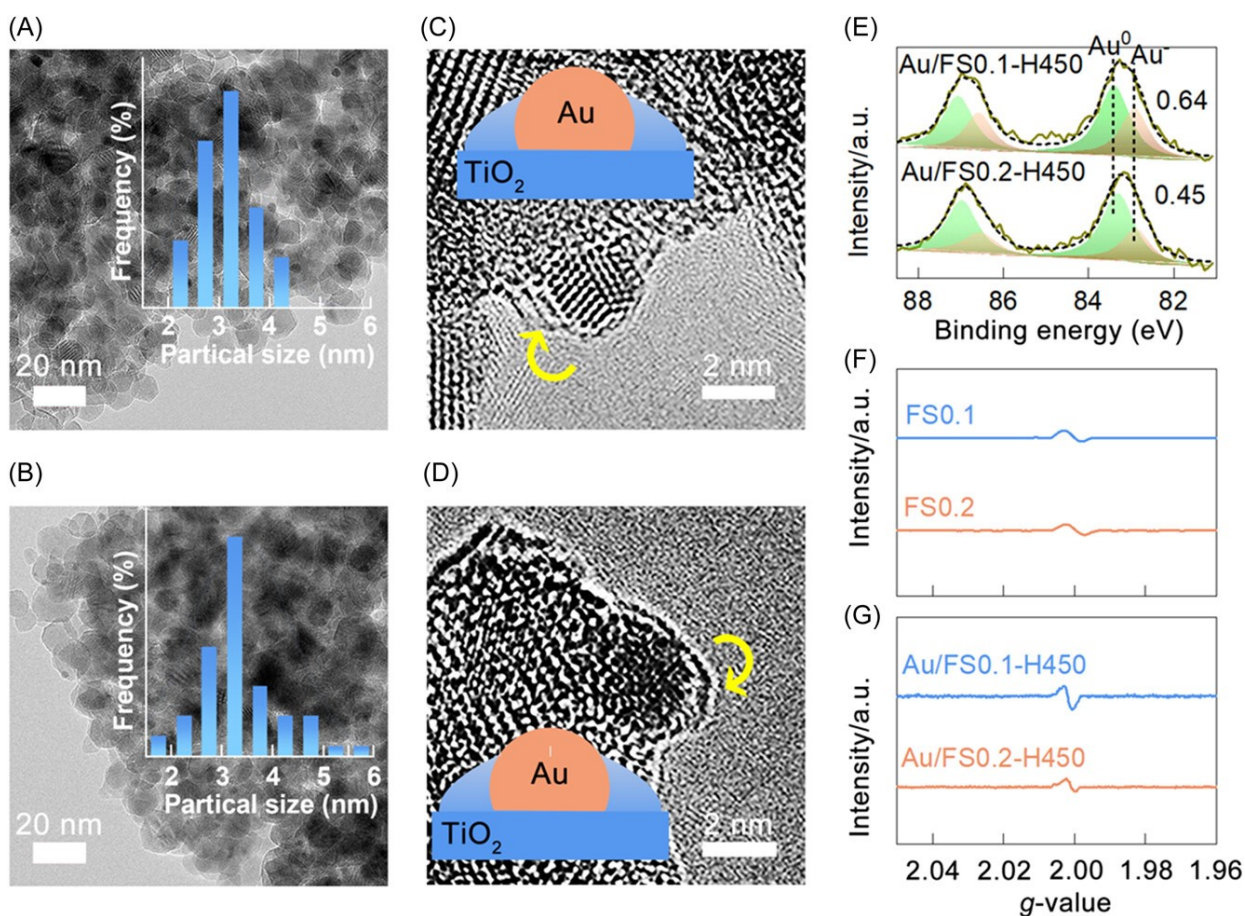 (A)
Frequency (%)
2 3 4 5 6
Partical size (nm)
20 nm
(B)
Frequency (%)
2 3 4 5 6
Partical size (nm)
20 nm
(C)
Au
TiO₂
2 nm
(D)
Au
TiO₂
2 nm
(E)
Au⁰ Au⁻
Au/FS0.1-H450
0.64
Au/FS0.2-H450
0.45
Intensity/a.u.
88 86 84 82
Binding energy (eV)
(F)
FS0.1
FS0.2
Intensity/a.u.
(G)
Au/FS0.1-H450
Au/FS0.2-H450
Intensity/a.u.
2.04 2.02 2.00 1.98 1.96
g-value